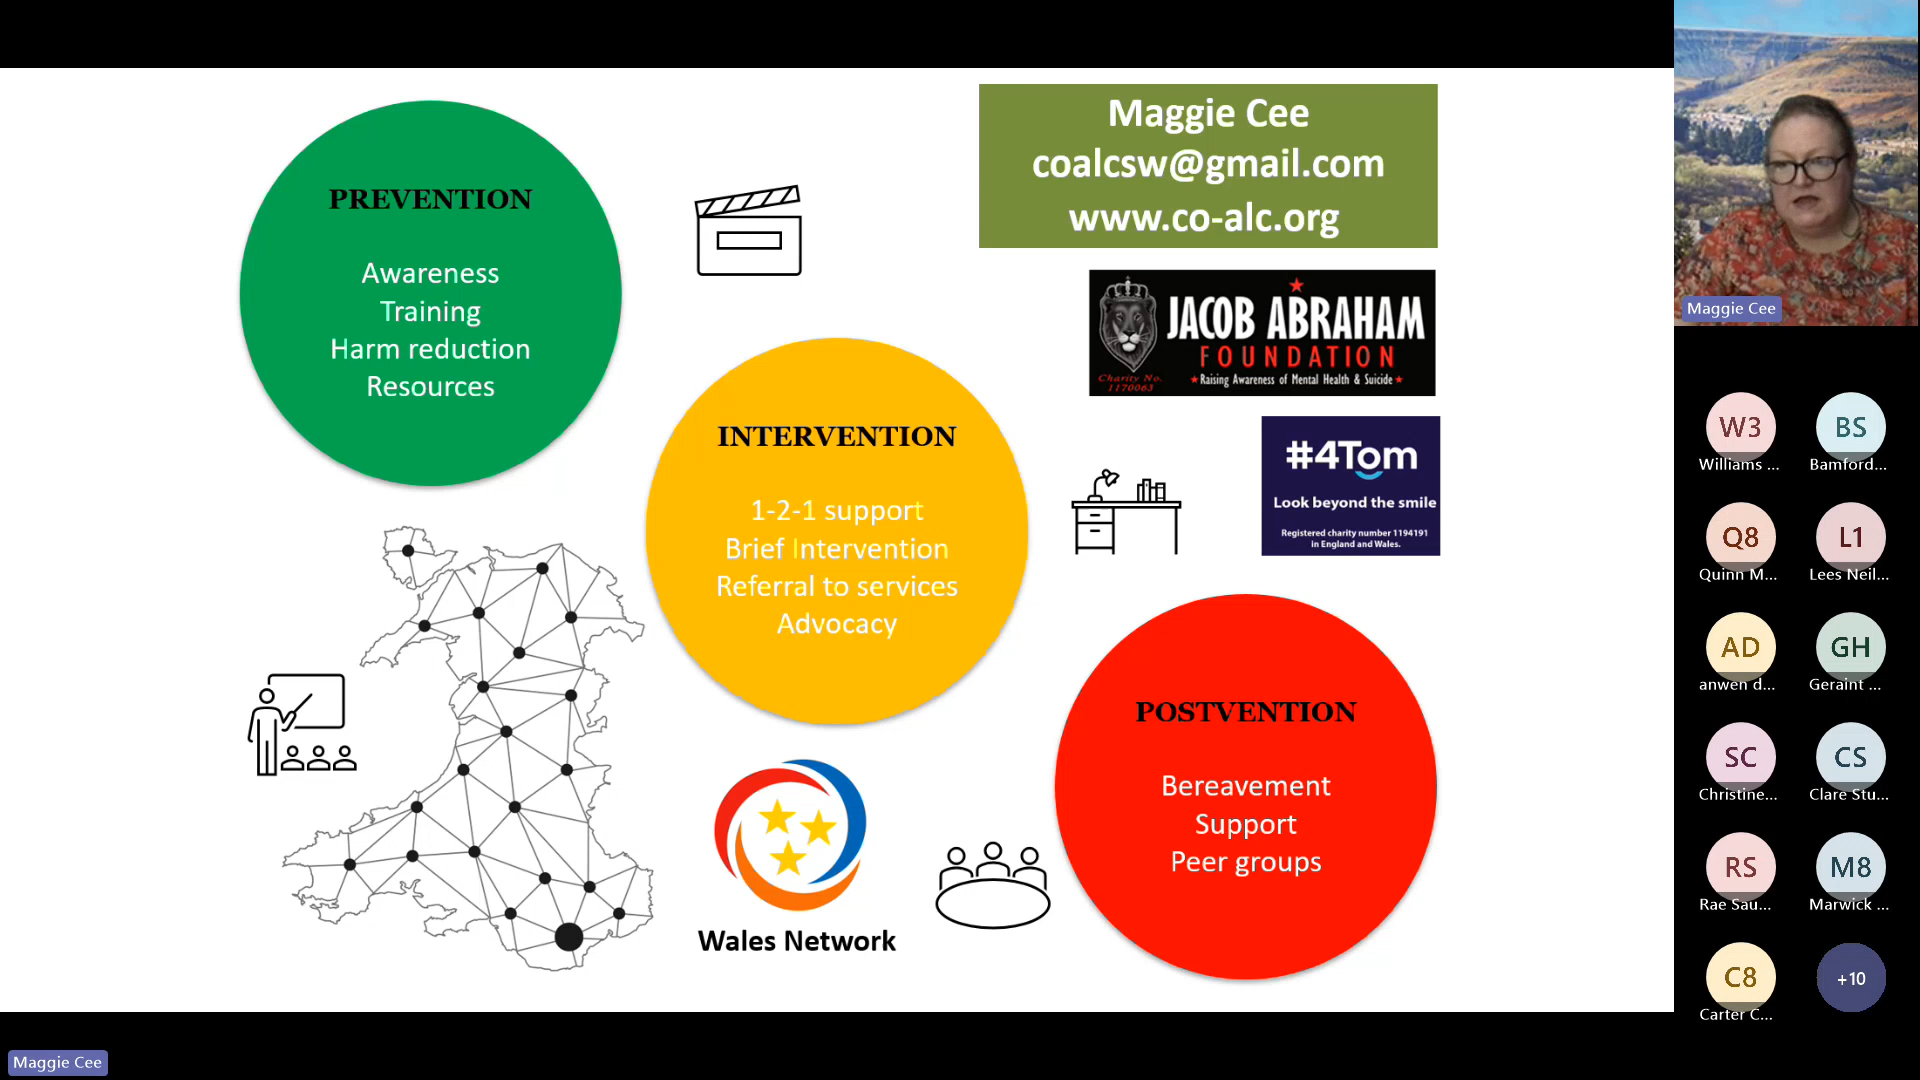 PREVENTION
Awareness
Training
Harm reduction
Resources
Maggie Cee
coalcsw@gmail.com
www.co-alc.org
JACOB ABRAHAM
FOUNDATION
Charity No.
1170063
Raising Awareness of Mental Health & Suicide
INTERVENTION
1-2-1 support
Brief Intervention
Referral to services
Advocacy
#4Tom
Look beyond the smile
Registered charity number 1194191
in England and Wales.
POSTVENTION
Bereavement
Support
Peer groups
Wales Network
Maggie Cee
W3
Williams ...
BS
Bamford...
Q8
Quinn M...
L1
Lees Neil...
AD
anwen d...
GH
Geraint ...
SC
Christine...
CS
Clare Stu...
RS
Rae Sau...
M8
Marwick ...
C8
Carter C...
+10
Maggie Cee